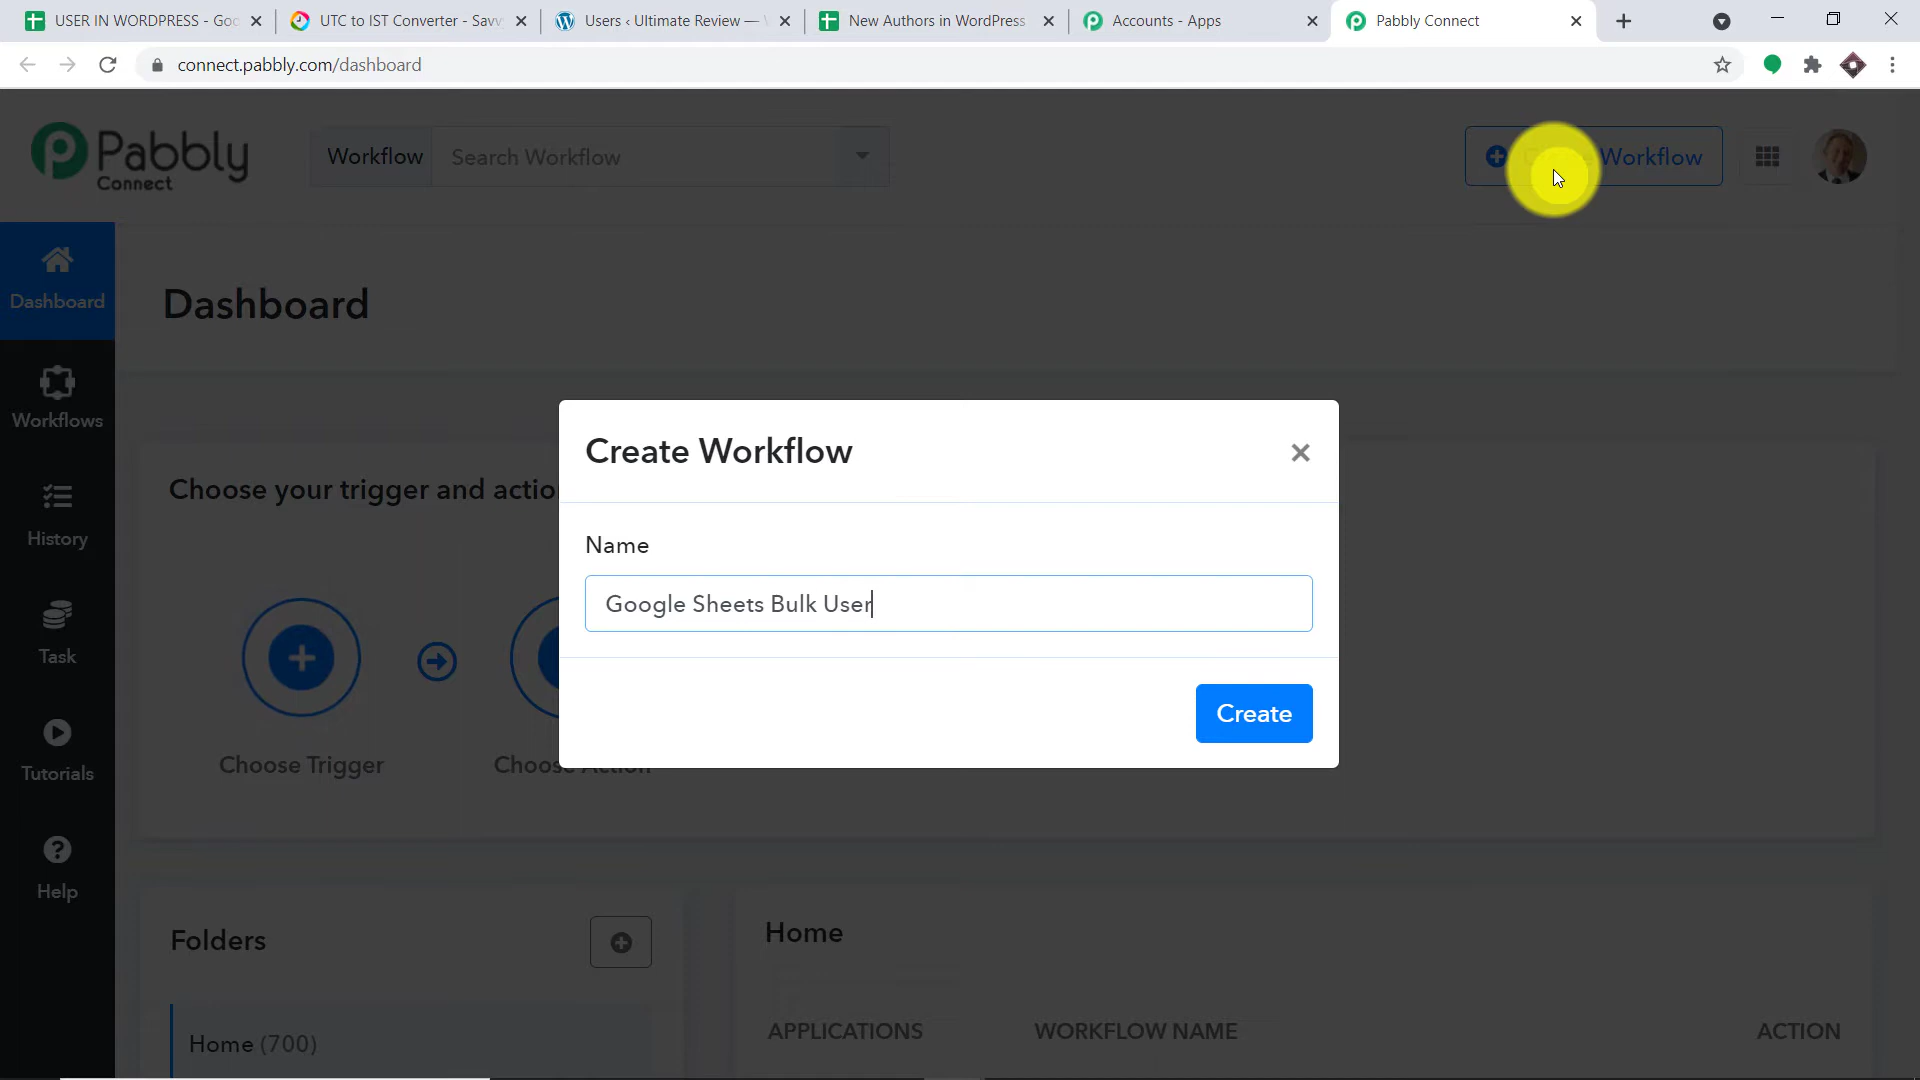 USER IN WORDPRESS - Goo
UTC to IST Converter - Savv
Users ‹ Ultimate Review —
New Authors in WordPress
Accounts - Apps
Pabbly Connect
connect.pabbly.com/dashboard
Pabbly
Connect
Workflow
Search Workflow
Workflow
Dashboard
Dashboard
Workflows
History
Task
Tutorials
Help
Choose your trigger and actio
Create Workflow
Name
Google Sheets Bulk User
Create
Choose Trigger
Choose Action
Folders
Home (700)
Home
APPLICATIONS
WORKFLOW NAME
ACTION